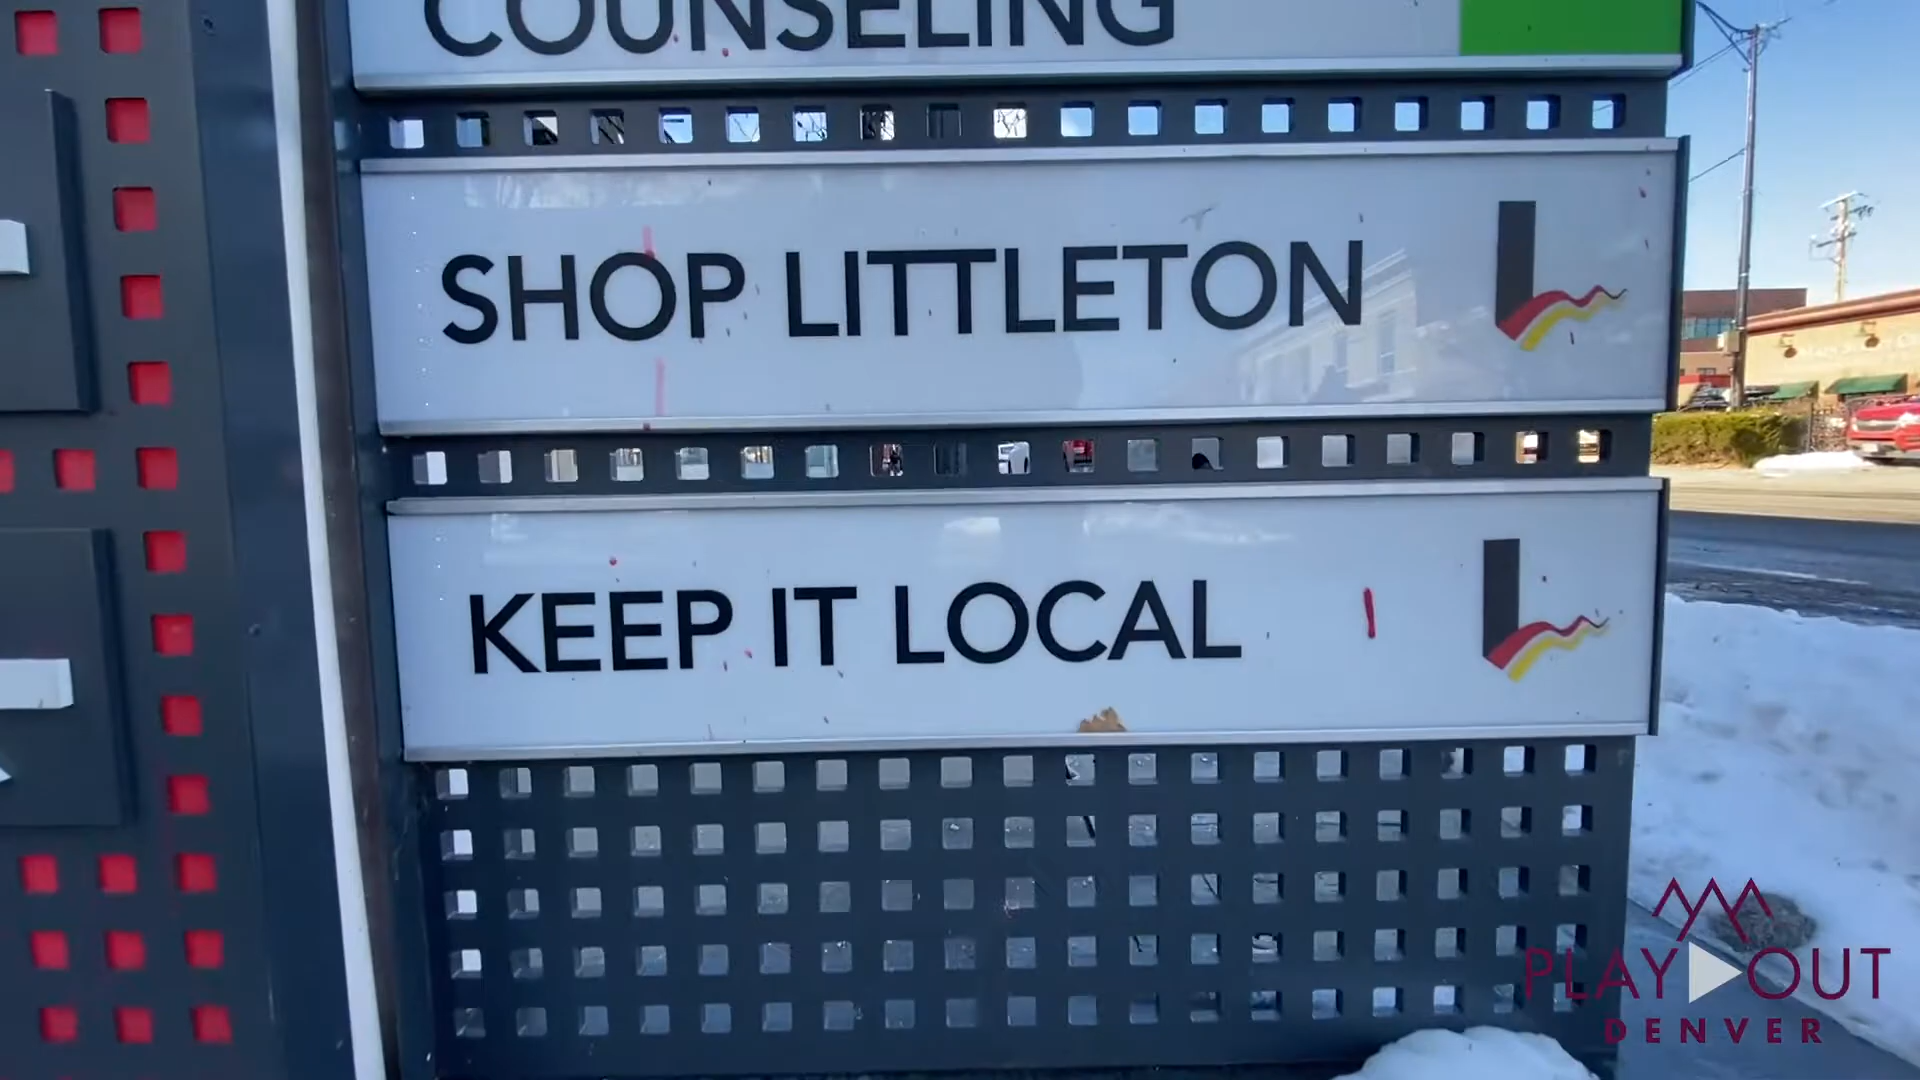 COUNSELING
SHOP LITTLETON
KEEP IT LOCAL
PLAY OUT
DENVER